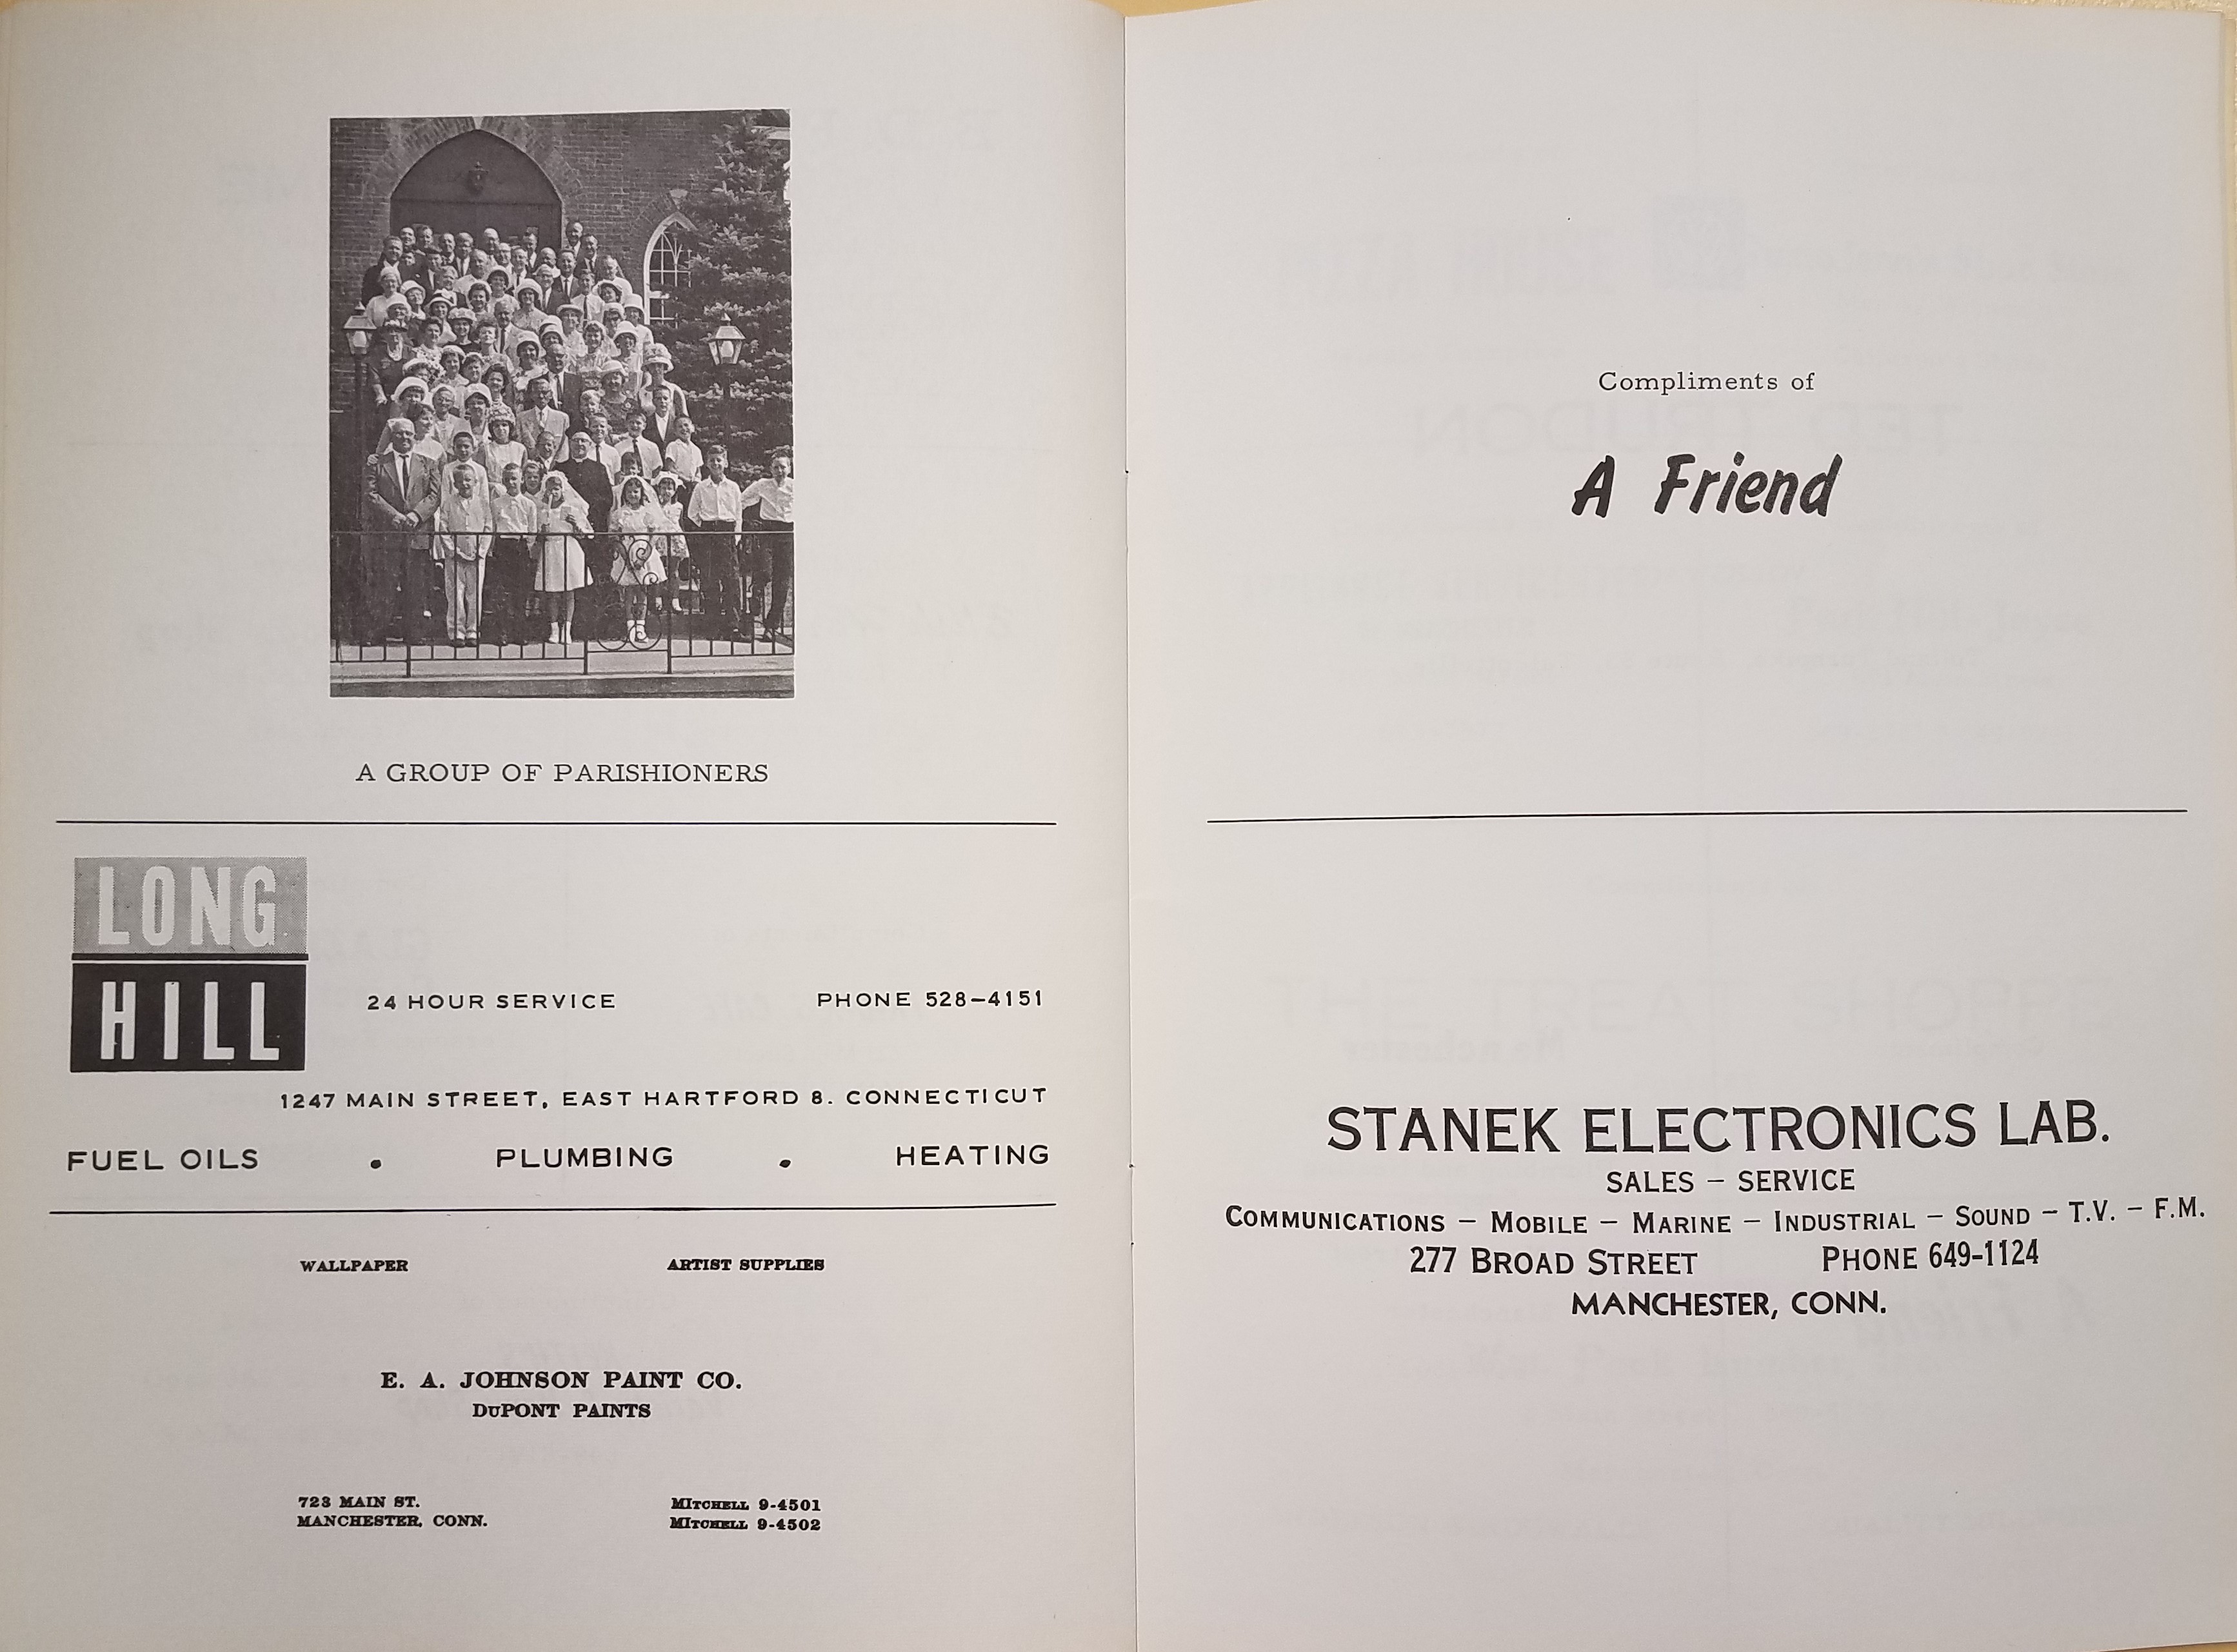 A GROUP OF PARISHIONERS
LONG
HILL
24 HOUR SERVICE PHONE 528–4151
1247 MAIN STREET, EAST HARTFORD 8. CONNECTICUT
FUEL OILS • PLUMBING • HEATING
WALLPAPER ARTIST SUPPLIES
E. A. JOHNSON PAINT CO.
DuPONT PAINTS
723 MAIN ST. MITCHELL 9-4501
MANCHESTER, CONN. MITCHELL 9-4502
Compliments of
A Friend
STANEK ELECTRONICS LAB.
SALES – SERVICE
COMMUNICATIONS – MOBILE – MARINE – INDUSTRIAL – SOUND – T.V. – F.M.
277 BROAD STREET PHONE 649-1124
MANCHESTER, CONN.